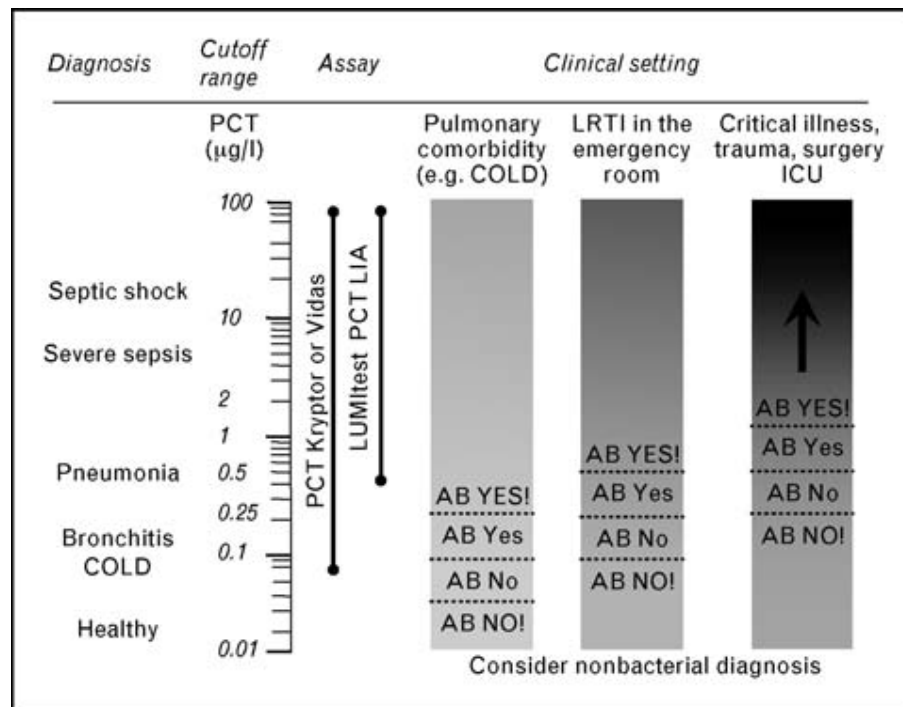 Diagnosis
Cutoff
range
Assay
Clinical setting
PCT
(µg/l)
Pulmonary
comorbidity
(e.g. COLD)
LRTI in the
emergency
room
Critical illness,
trauma, surgery
ICU
100
10
2
1
0.5
0.25
0.1
0.01
Septic shock
Severe sepsis
Pneumonia
Bronchitis
COLD
Healthy
PCT Kryptor or Vidas
LUMItest PCT LIA
AB YES!
AB Yes
AB No
AB NO!
AB YES!
AB Yes
AB No
AB NO!
AB YES!
AB Yes
AB No
AB NO!
Consider nonbacterial diagnosis